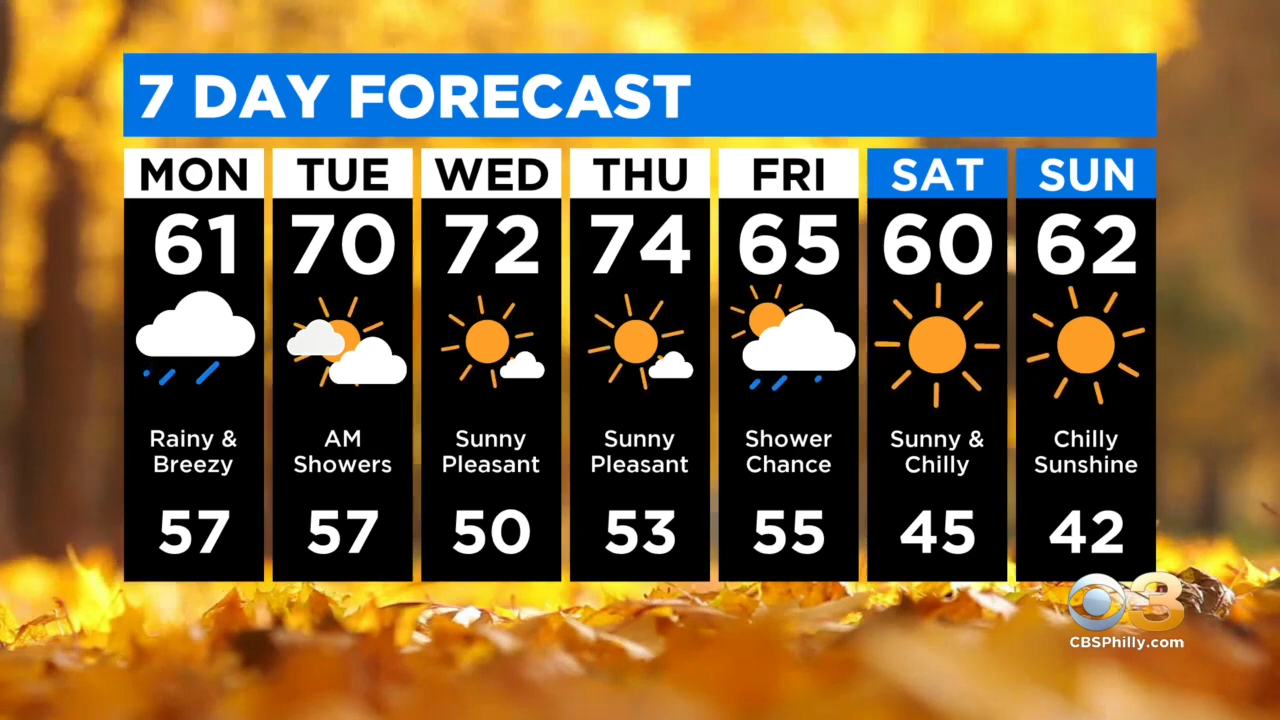 7 DAY FORECAST
MON TUE WED THU FRI SAT SUN
61 70 72 74 65 60 62
Rainy & AM Sunny Sunny Shower Sunny & Chilly
Breezy Showers Pleasant Pleasant Chance Chilly Sunshine
57 57 50 53 55 45 42
3
CBSPhilly.com